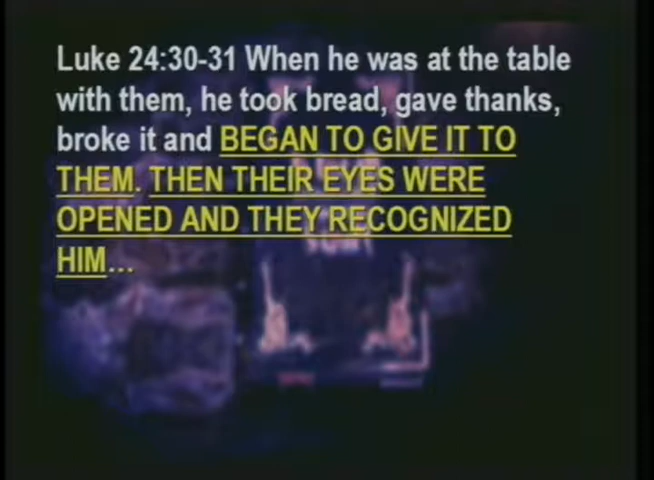 Luke 24:30-31 When he was at the table
with them, he took bread, gave thanks,
broke it and BEGAN TO GIVE IT TO
THEM. THEN THEIR EYES WERE
OPENED AND THEY RECOGNIZED
HIM...